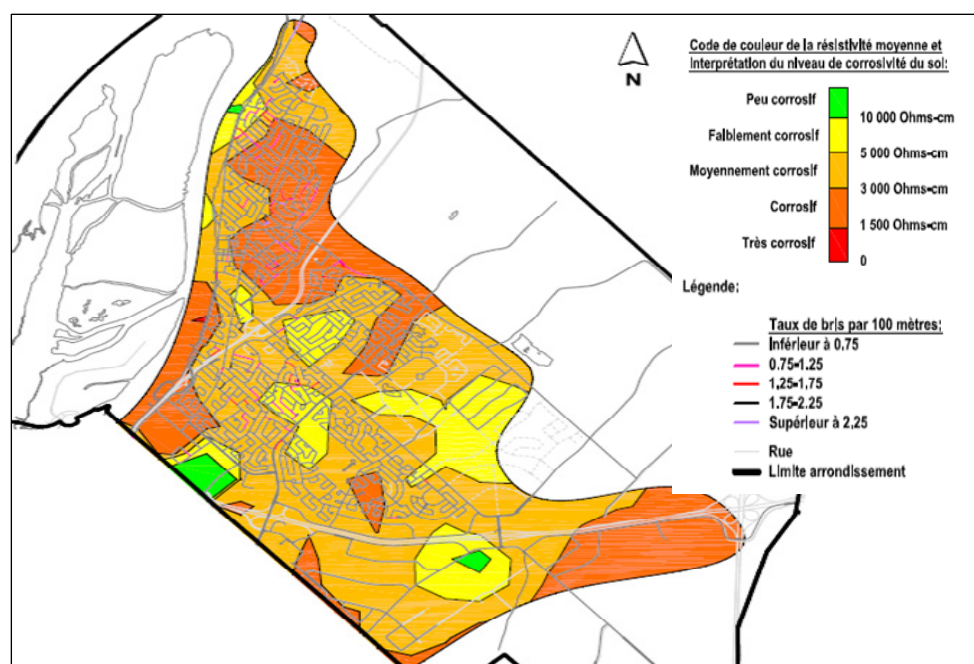 N
Code de couleur de la résistivité moyenne et
Interprétation du niveau de corrosivité du sol:
Peu corrosif
10 000 Ohms-cm
Faiblement corrosif
5 000 Ohms-cm
Moyennement corrosif
3 000 Ohms-cm
Corrosif
1 500 Ohms-cm
Très corrosif
0
Légende:
Taux de bris par 100 mètres:
Inférieur à 0,75
0.75-1.25
1,25-1,75
1.75-2.25
Supérieur à 2,25
Rue
Limite arrondissement